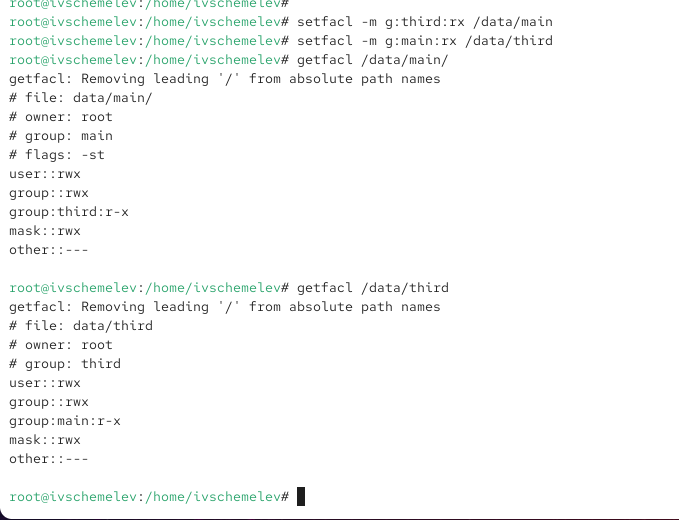 root@ivschemelev:/home/ivschemelev#
root@ivschemelev:/home/ivschemelev# setfacl -m g:third:rx /data/main
root@ivschemelev:/home/ivschemelev# setfacl -m g:main:rx /data/third
root@ivschemelev:/home/ivschemelev# getfacl /data/main/
getfacl: Removing leading '/' from absolute path names
# file: data/main/
# owner: root
# group: main
# flags: -st
user::rwx
group::rwx
group:third:r-x
mask::rwx
other::---
root@ivschemelev:/home/ivschemelev# getfacl /data/third
getfacl: Removing leading '/' from absolute path names
# file: data/third
# owner: root
# group: third
user::rwx
group::rwx
group:main:r-x
mask::rwx
other::---
root@ivschemelev:/home/ivschemelev#